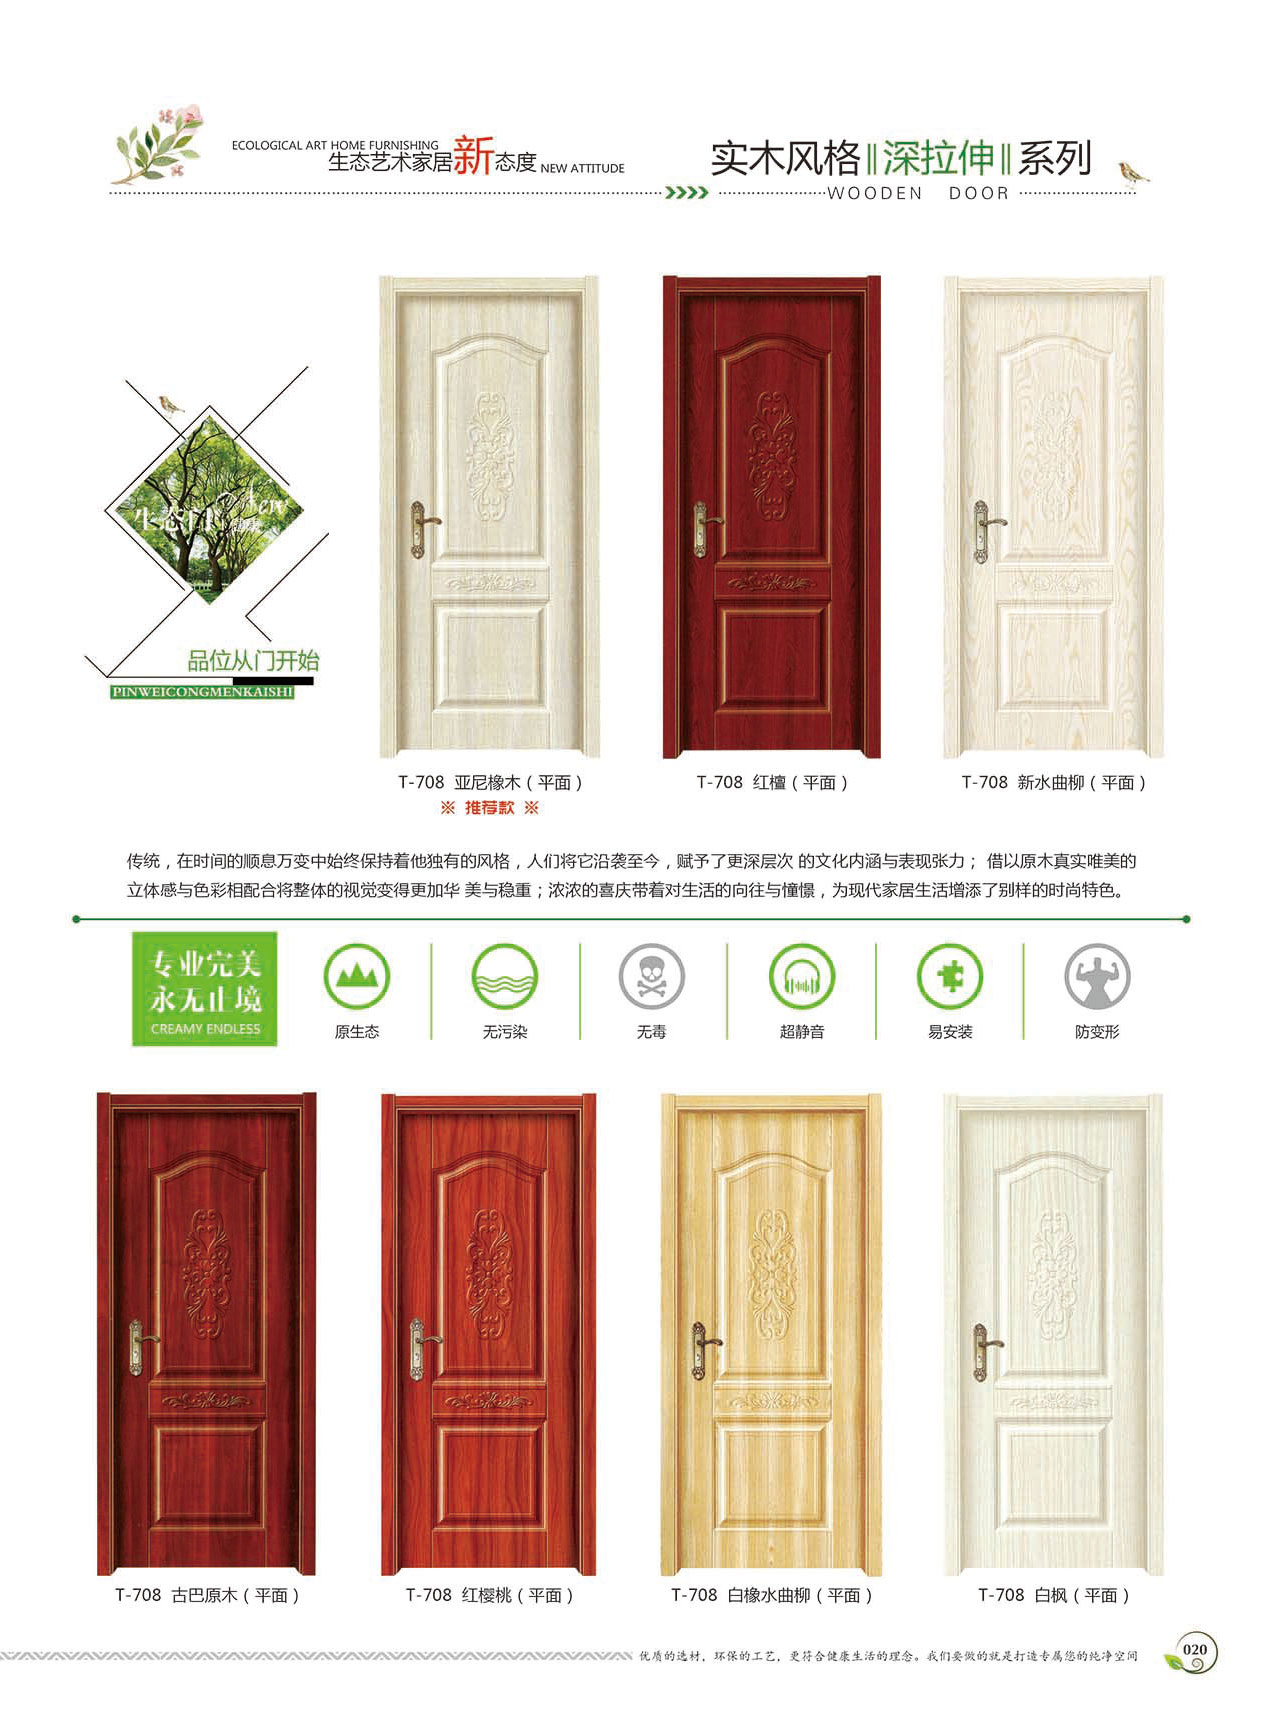 ECOLOGICAL ART HOME FURNISHING
生态艺术家居新态度 NEW ATTITUDE
实木风格‖深拉伸‖系列
WOODEN DOOR
生态门
New
健康
品位从门开始
PINWEICONGMENKAISHI
T-708 亚尼橡木（平面）
※ 推荐款 ※
T-708 红檀（平面）
T-708 新水曲柳（平面）
传统，在时间的顺息万变中始终保持着他独有的风格，人们将它沿袭至今，赋予了更深层次 的文化内涵与表现张力； 借以原木真实唯美的
立体感与色彩相配合将整体的视觉变得更加华 美与稳重；浓浓的喜庆带着对生活的向往与憧憬，为现代家居生活增添了别样的时尚特色。
专业完美
永无止境
CREAMY ENDLESS
原生态
无污染
无毒
超静音
易安装
防变形
T-708 古巴原木（平面）
T-708 红樱桃（平面）
T-708 白橡水曲柳（平面）
T-708 白枫（平面）
优质的选材，环保的工艺，更符合健康生活的理念。我们要做的就是打造专属您的纯净空间
020